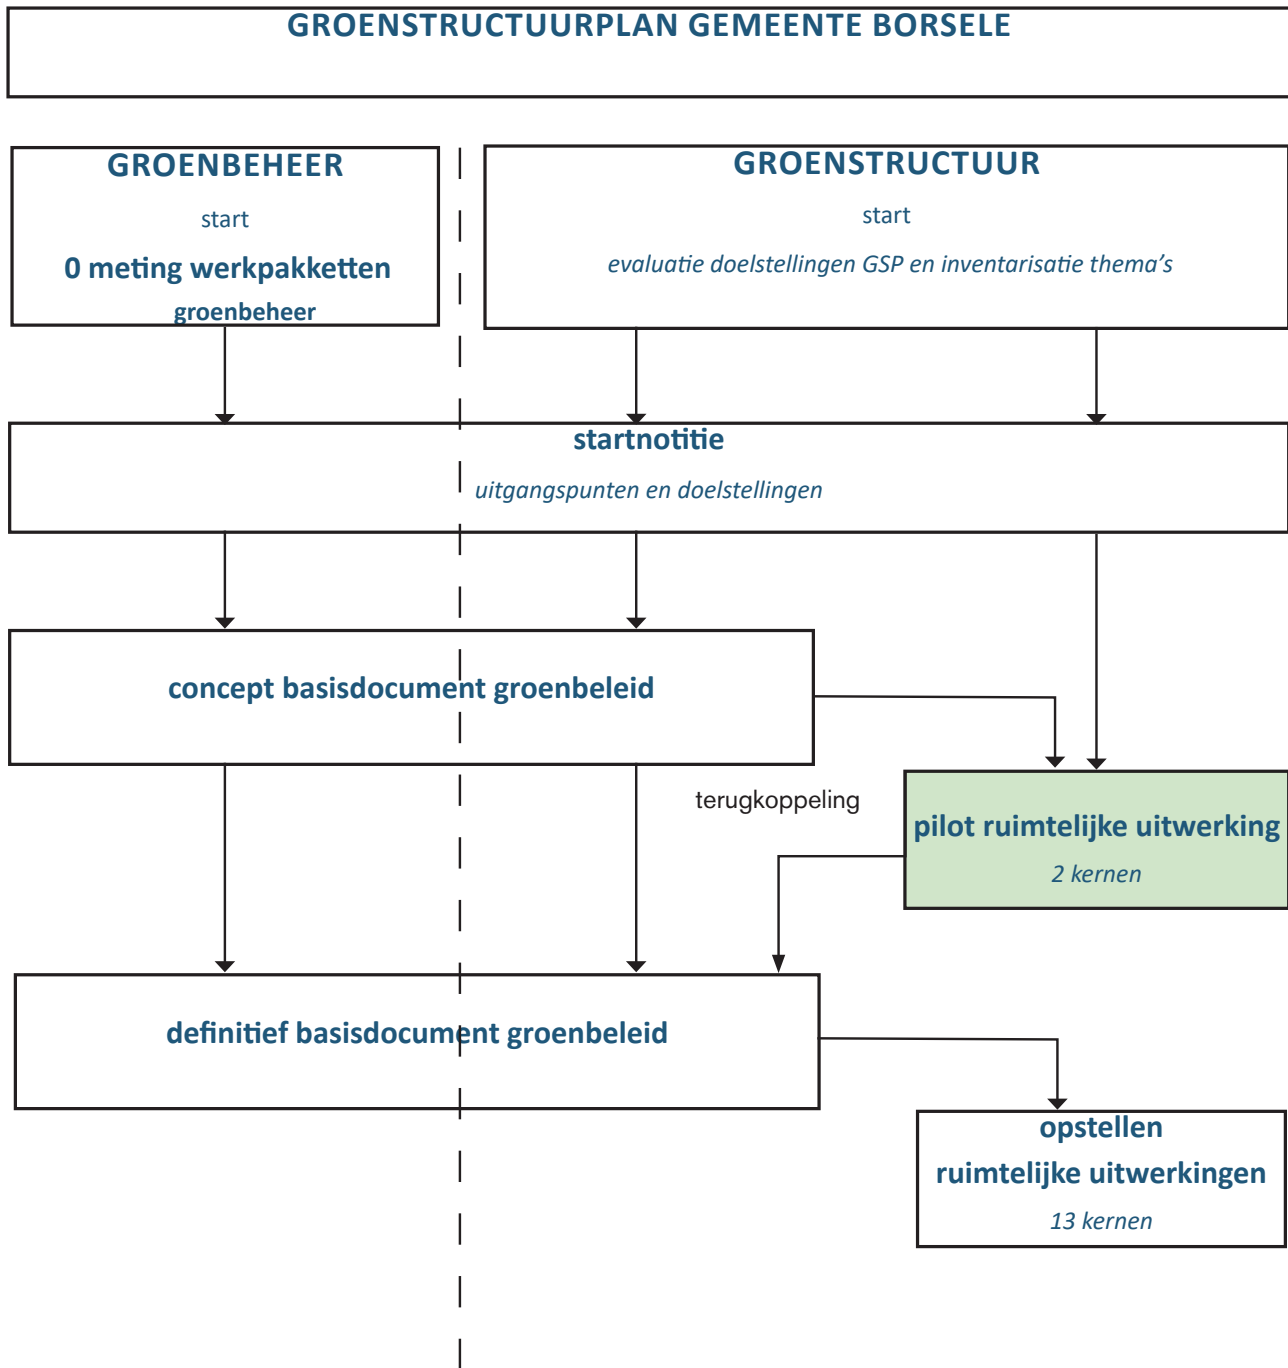 GROENSTRUCTUURPLAN GEMEENTE BORSELE
GROENBEHEER
start
0 meting werkpakketten
groenbeheer
GROENSTRUCTUUR
start
evaluatie doelstellingen GSP en inventarisatie thema's
startnotitie
uitgangspunten en doelstellingen
concept basisdocument groenbeleid
terugkoppeling
pilot ruimtelijke uitwerking
2 kernen
definitief basisdocument groenbeleid
opstellen
ruimtelijke uitwerkingen
13 kernen